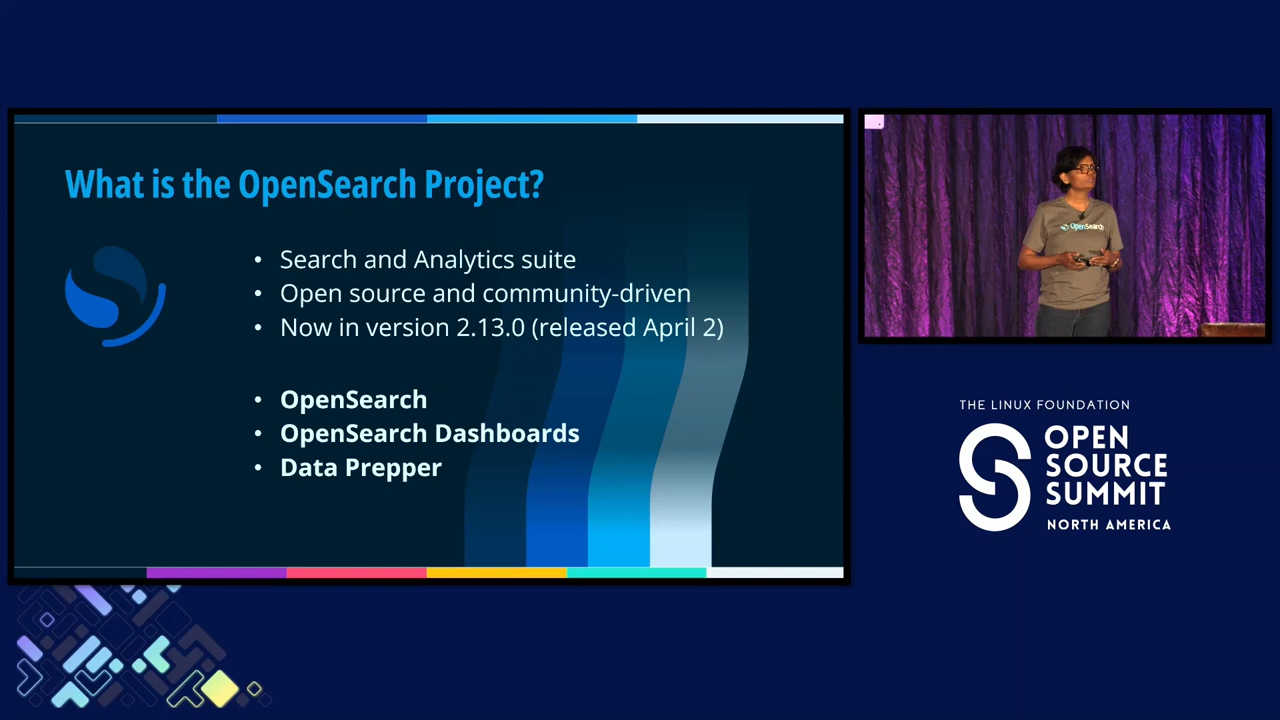 What is the OpenSearch Project?
• Search and Analytics suite
• Open source and community-driven
• Now in version 2.13.0 (released April 2)
• OpenSearch
• OpenSearch Dashboards
• Data Prepper
OpenSearch
THE LINUX FOUNDATION
OPEN
SOURCE
SUMMIT
NORTH AMERICA